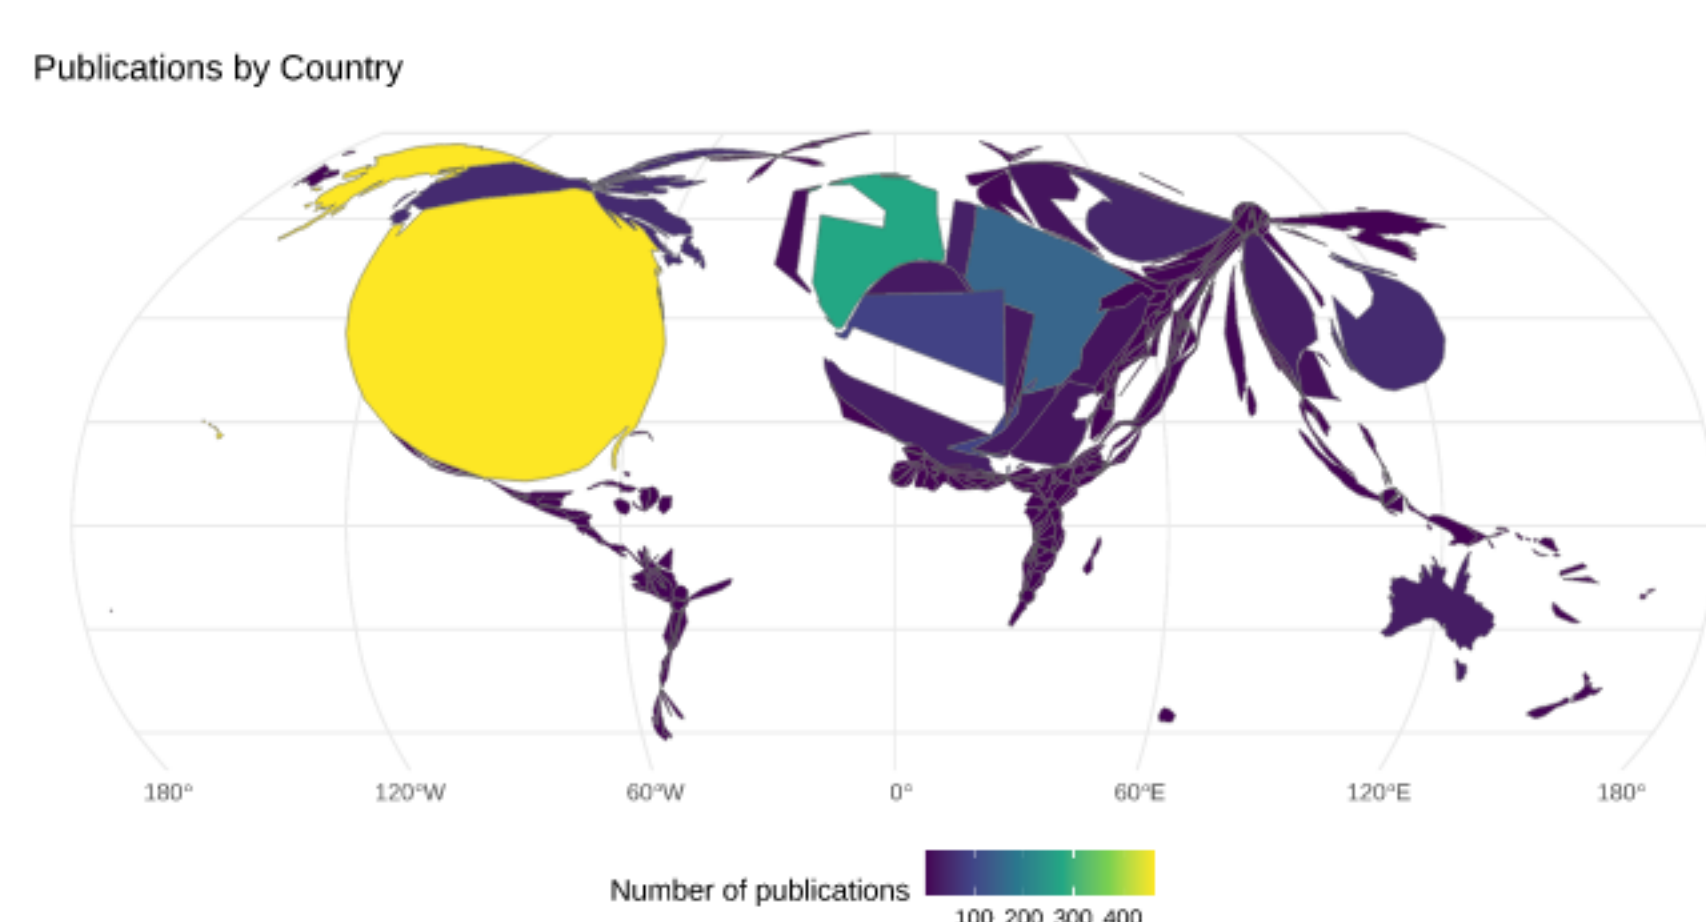 Publications by Country
180° 120°W 60°W 0° 60°E 120°E 180°
Number of publications
100 200 300 400